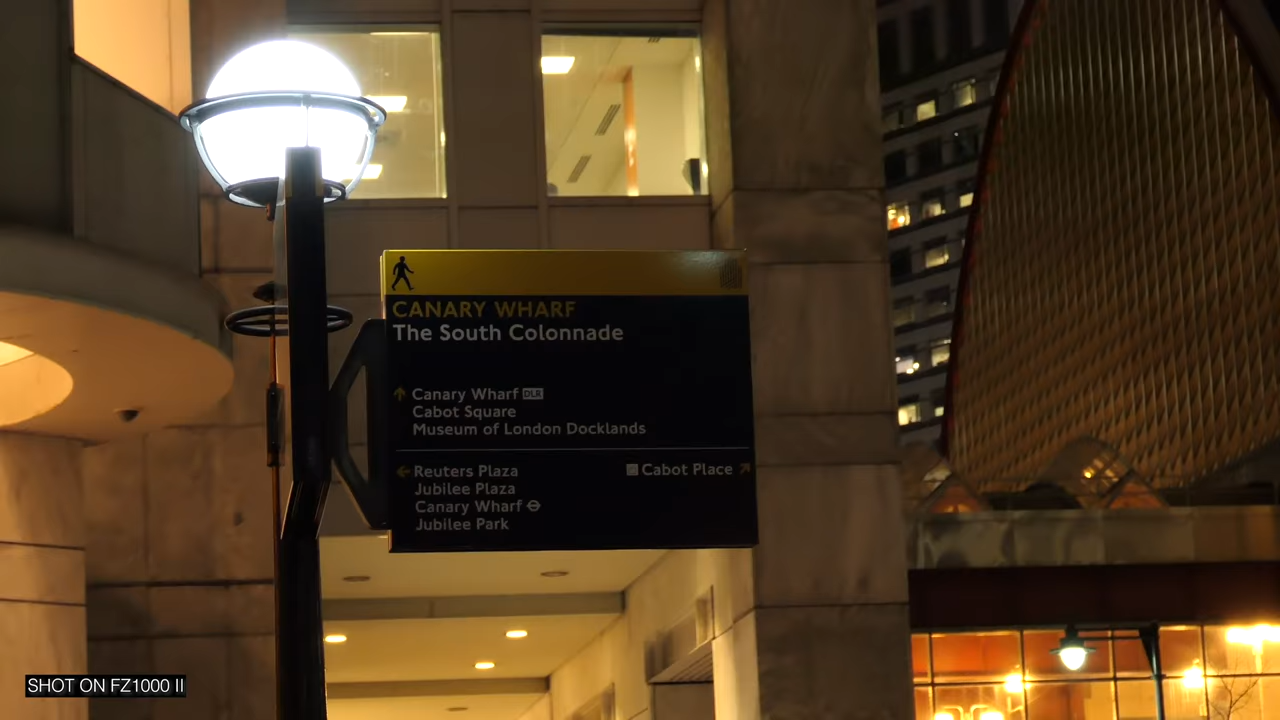 CANARY WHARF
The South Colonnade
Canary Wharf DLR
Cabot Square
Museum of London Docklands
Reuters Plaza
Jubilee Plaza
Canary Wharf
Jubilee Park
Cabot Place
SHOT ON FZ1000 II